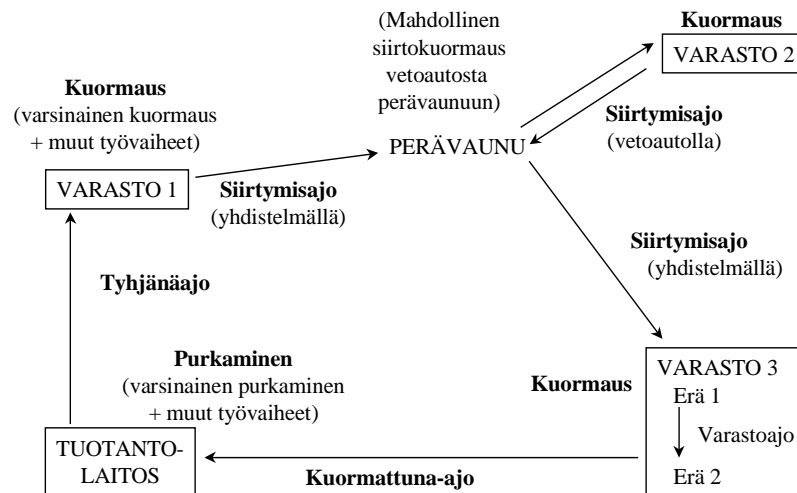 (Mahdollinen
siirtokuormaus
vetoautosta
perävaunuun)
Kuormaus
VARASTO 2
Kuormaus
(varsinainen kuormaus
+ muut työvaiheet)
Siirtymisajo
(vetoautolla)
PERÄVAUNU
VARASTO 1
Siirtymisajo
(yhdistelmällä)
Siirtymisajo
(yhdistelmällä)
Tyhjänäajo
Purkaminen
(varsinainen purkaminen
+ muut työvaiheet)
Kuormaus
VARASTO 3
Erä 1
Varastoajo
Erä 2
TUOTANTO-
LAITOS
Kuormattuna-ajo